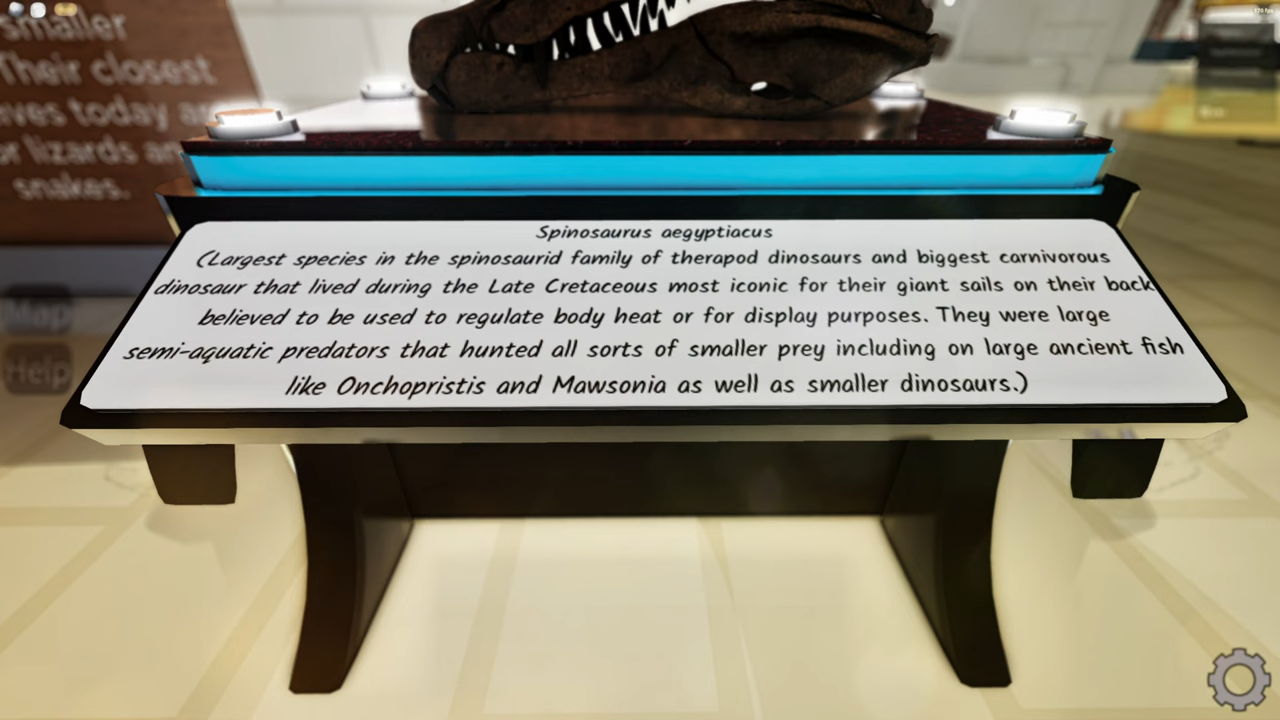 smaller
Their closest
ves today a
or lizards an
snakes.
Map
Help
Spinosaurus aegyptiacus
(Largest species in the spinosaurid family of therapod dinosaurs and biggest carnivorous
dinosaur that lived during the Late Cretaceous most iconic for their giant sails on their back
believed to be used to regulate body heat or for display purposes. They were large
semi-aquatic predators that hunted all sorts of smaller prey including on large ancient fish
like Onchopristis and Mawsonia as well as smaller dinosaurs.)